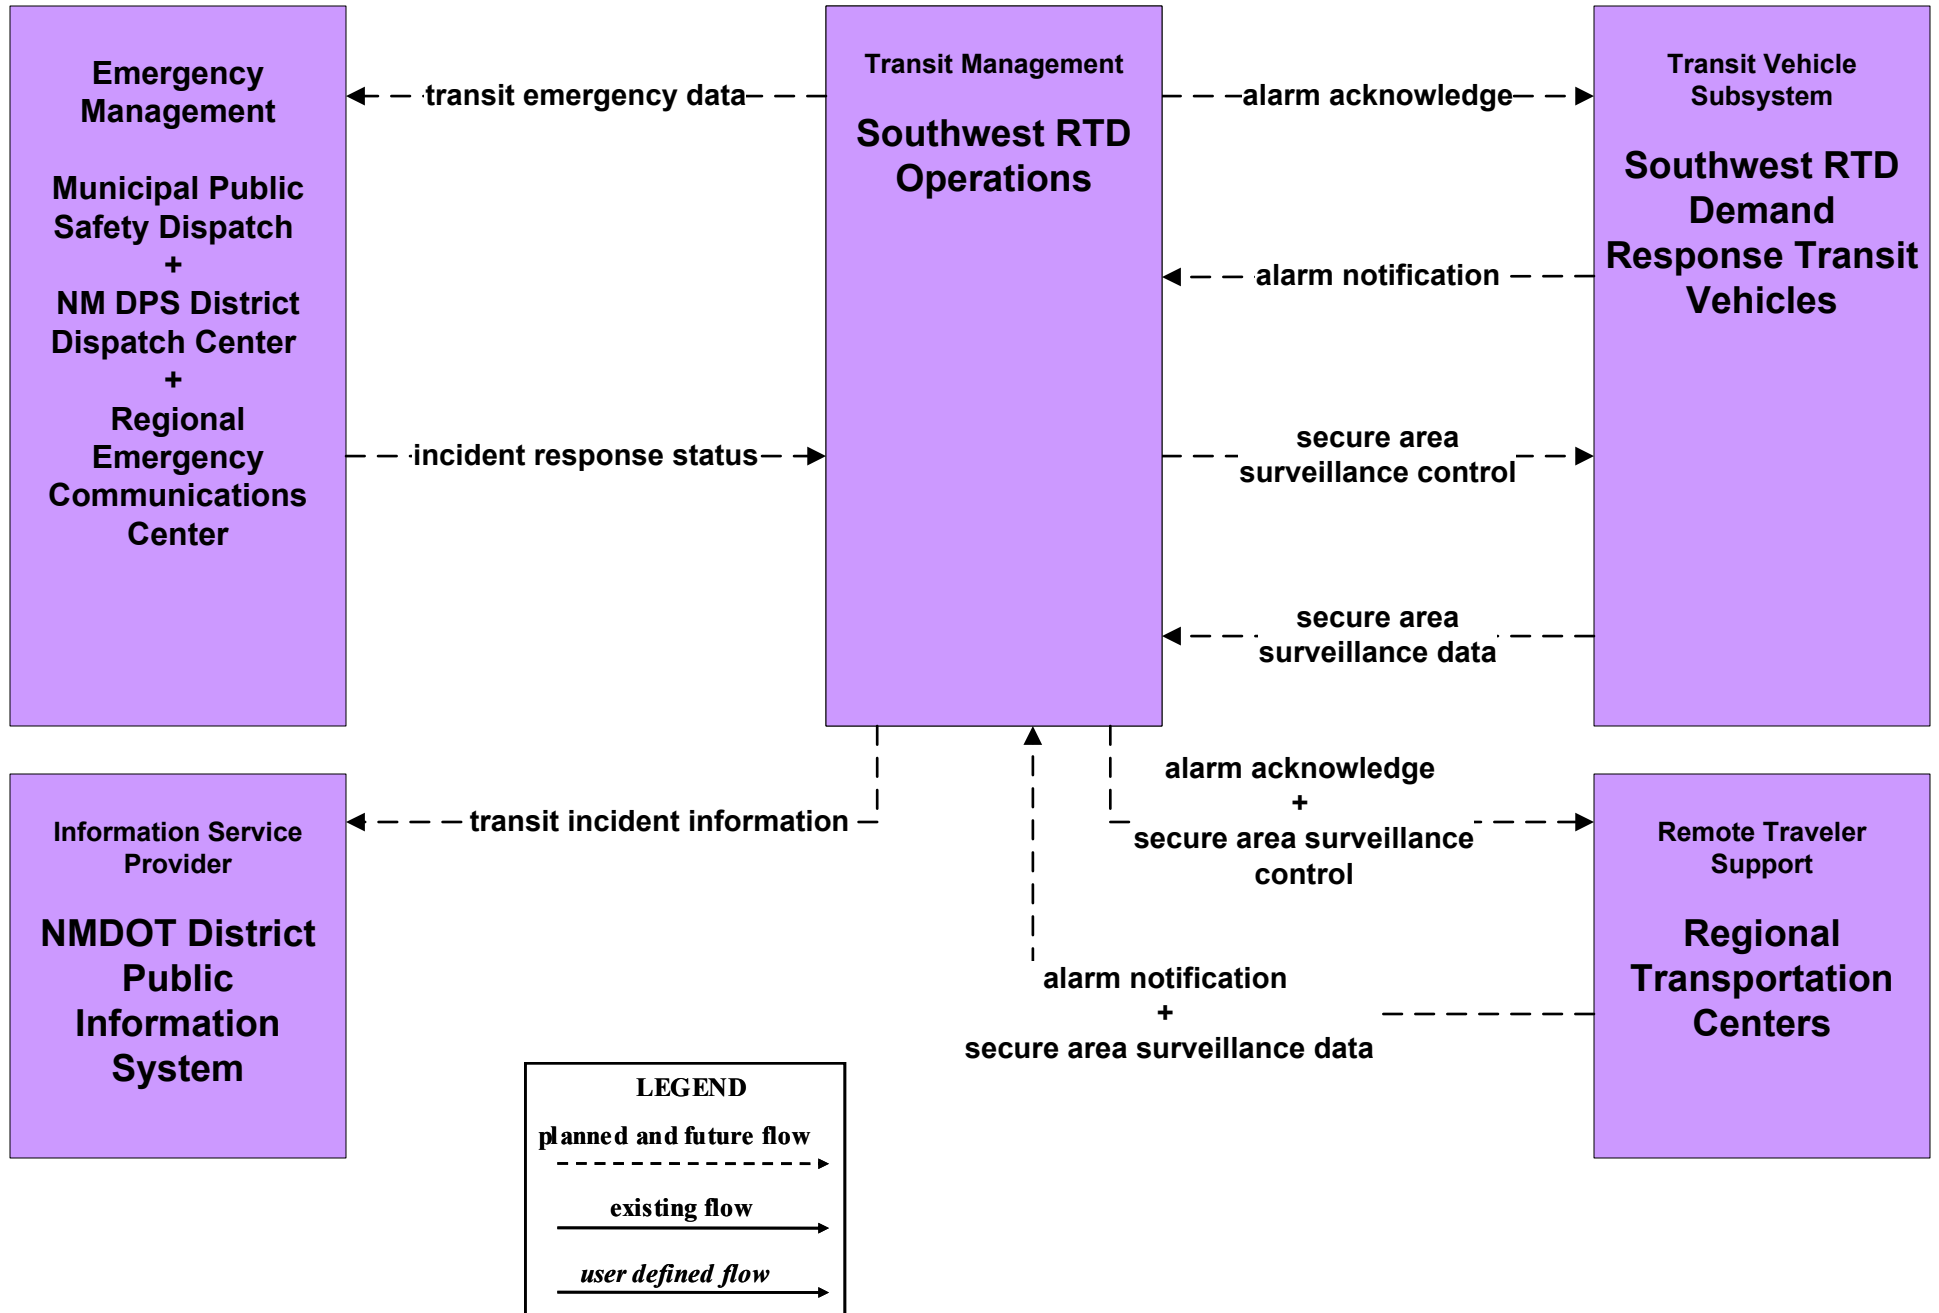 Emergency
Management
Municipal Public
Safety Dispatch
+
NM DPS District
Dispatch Center
+
Regional
Emergency
Communications
Center
transit emergency data
incident response status
Transit Management
Southwest RTD
Operations
alarm acknowledge
alarm notification
secure area
surveillance control
secure area
surveillance data
Transit Vehicle
Subsystem
Southwest RTD
Demand
Response Transit
Vehicles
Information Service
Provider
NMDOT District
Public
Information
System
transit incident information
alarm acknowledge
+
secure area surveillance
control
alarm notification
+
secure area surveillance data
Remote Traveler
Support
Regional
Transportation
Centers
LEGEND
planned and future flow
existing flow
user defined flow